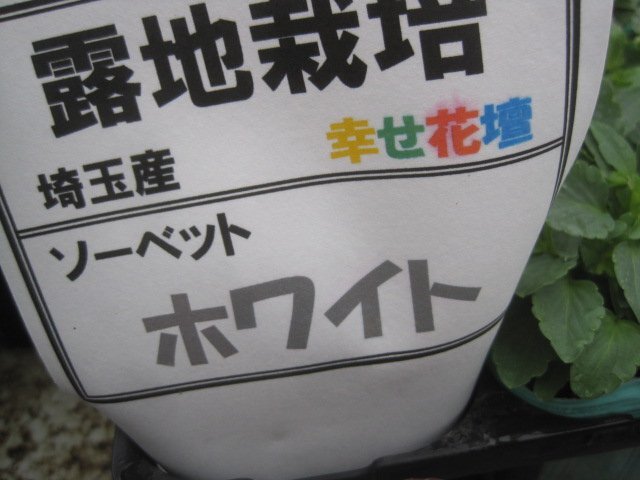 露地栽培
幸せ花壇
埼玉産
ソーベット
ホワイト